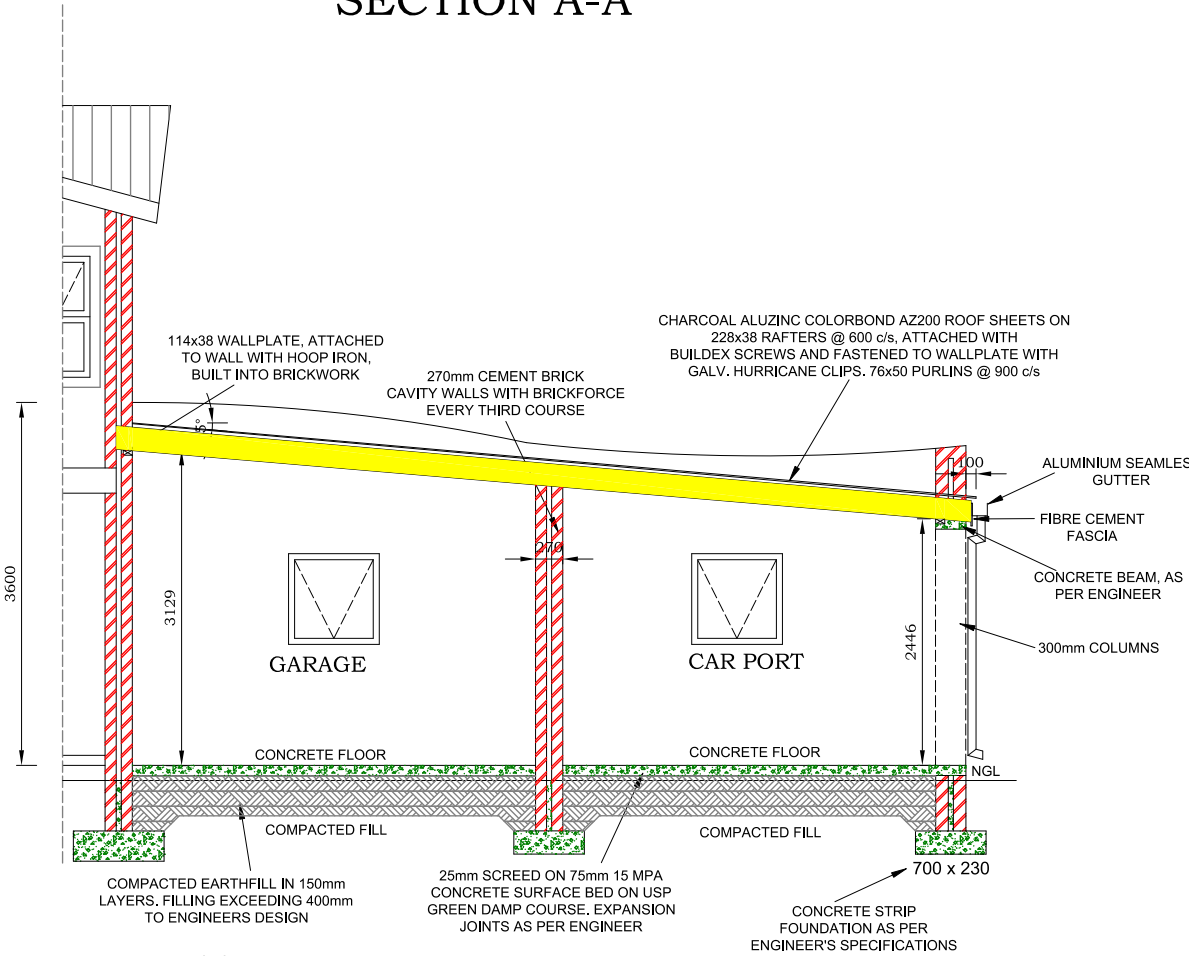 SECTION A-A
114x38 WALLPLATE, ATTACHED
TO WALL WITH HOOP IRON,
BUILT INTO BRICKWORK
270mm CEMENT BRICK
CAVITY WALLS WITH BRICKFORCE
EVERY THIRD COURSE
CHARCOAL ALUZINC COLORBOND AZ200 ROOF SHEETS ON
228x38 RAFTERS @ 600 c/s, ATTACHED WITH
BUILDEX SCREWS AND FASTENED TO WALLPLATE WITH
GALV. HURRICANE CLIPS. 76x50 PURLINS @ 900 c/s
5°
100
ALUMINIUM SEAMLES
GUTTER
FIBRE CEMENT
FASCIA
CONCRETE BEAM, AS
PER ENGINEER
300mm COLUMNS
3600
3129
270
2446
GARAGE
CAR PORT
CONCRETE FLOOR
CONCRETE FLOOR
NGL
COMPACTED FILL
COMPACTED FILL
700 x 230
COMPACTED EARTHFILL IN 150mm
LAYERS. FILLING EXCEEDING 400mm
TO ENGINEERS DESIGN
25mm SCREED ON 75mm 15 MPA
CONCRETE SURFACE BED ON USP
GREEN DAMP COURSE. EXPANSION
JOINTS AS PER ENGINEER
CONCRETE STRIP
FOUNDATION AS PER
ENGINEER'S SPECIFICATIONS